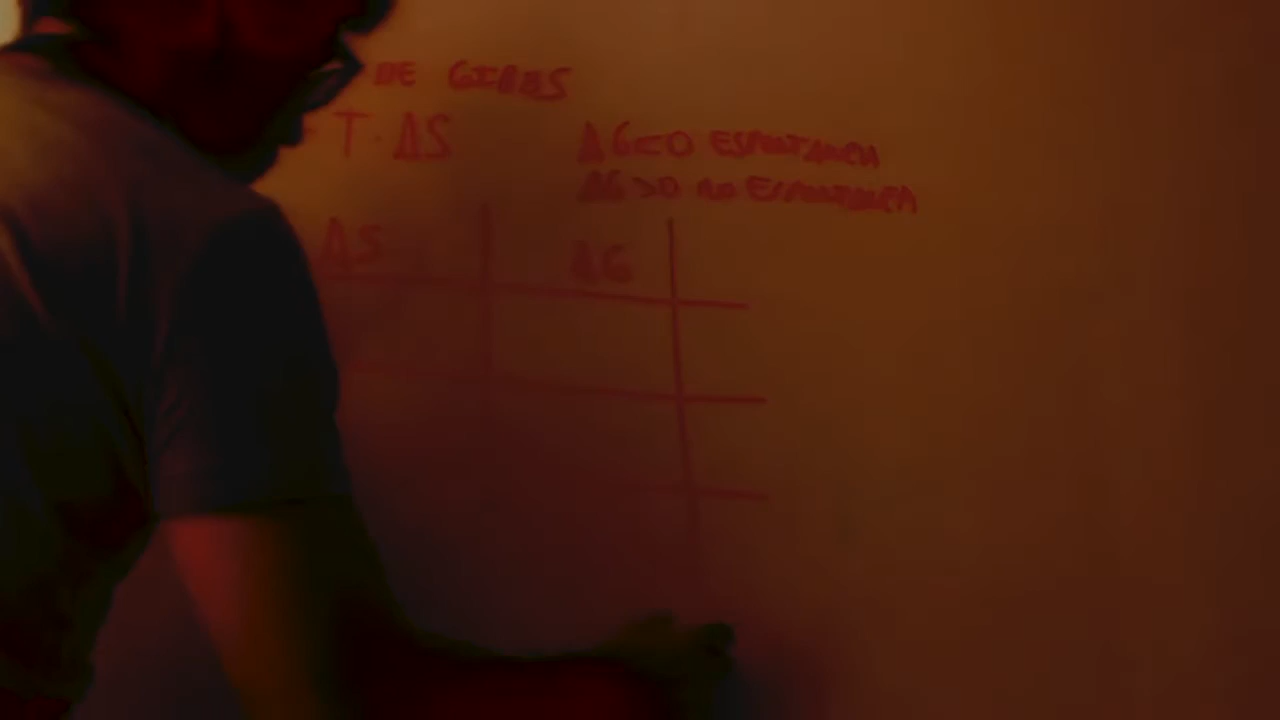 DE GIBBS
T·ΔS
ΔG<0 ESPONTANEA
ΔG>0 NO ESPONTANEA
ΔS ΔG